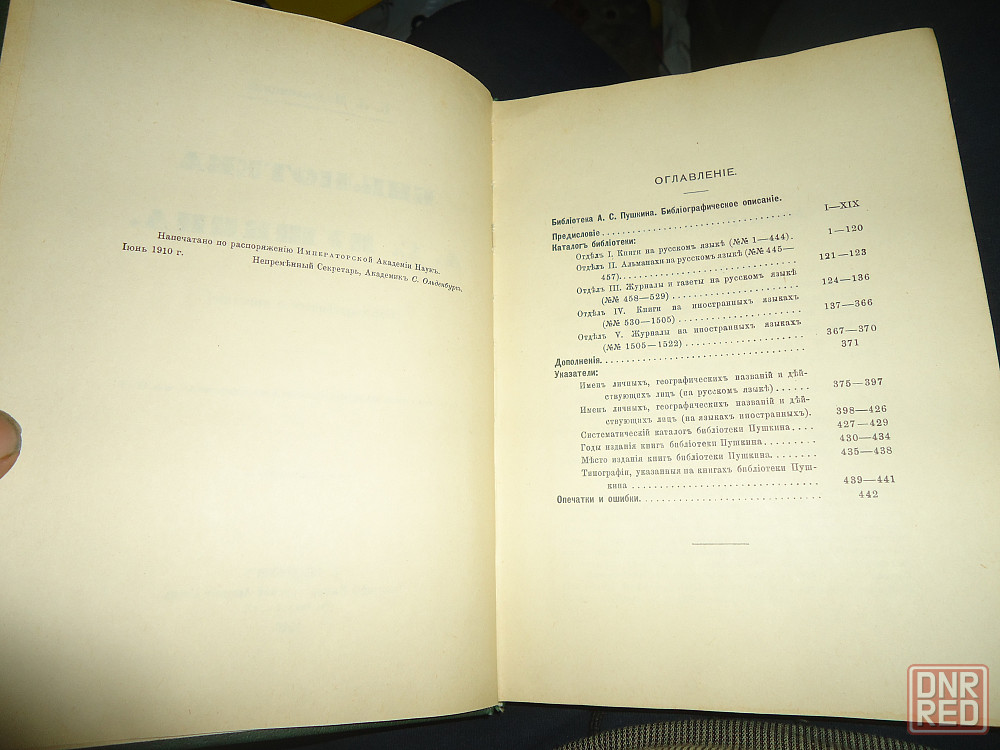 Напечатано по распоряженію Императорской Академіи Наукъ.
Іюнь 1910 г. Непремѣнный Секретарь, Академикъ С. Ольденбургъ.
ОГЛАВЛЕНІЕ.
Библіотека А. С. Пушкина. Библіографическое описаніе.
Предисловіе . . . . . . . . . . . . . . . . . . . . I—XIX
Каталогъ библіотеки:
Отдѣлъ I. Книги на русскомъ языкѣ (№№ 1—444). 1—120
Отдѣлъ II. Альманахи на русскомъ языкѣ (№№ 445—
457). . . . . . . . . . . . . . . . . . . . 121—123
Отдѣлъ III. Журналы и газеты на русскомъ языкѣ
(№№ 458—529) . . . . . . . . . . . . . . 124—136
Отдѣлъ IV. Книги на иностранныхъ языкахъ
(№№ 530—1505) . . . . . . . . . . . . . 137—366
Отдѣлъ V. Журналы на иностранныхъ языкахъ
(№№ 1505—1522) . . . . . . . . . . . . . 367—370
Дополненія. . . . . . . . . . . . . . . . . . . . . 371
Указатели:
Именъ личныхъ, географическихъ названій и дѣй-
ствующихъ лицъ (на русскомъ языкѣ) . . . . . . 375—397
Именъ личныхъ, географическихъ названій и дѣй-
ствующихъ лицъ (на языкахъ иностранныхъ). 398—426
Систематическій каталогъ библіотеки Пушкина. . . . 427—429
Годы изданія книгъ библіотеки Пушкина. . . . . . . . 430—434
Мѣсто изданія книгъ библіотеки Пушкина. . . . . . . 435—438
Типографіи, указанныя на книгахъ библіотеки Пуш-
кина . . . . . . . . . . . . . . . . . . . . . 439—441
Опечатки и ошибки. . . . . . . . . . . . . . . . . . 442
DNR
RED